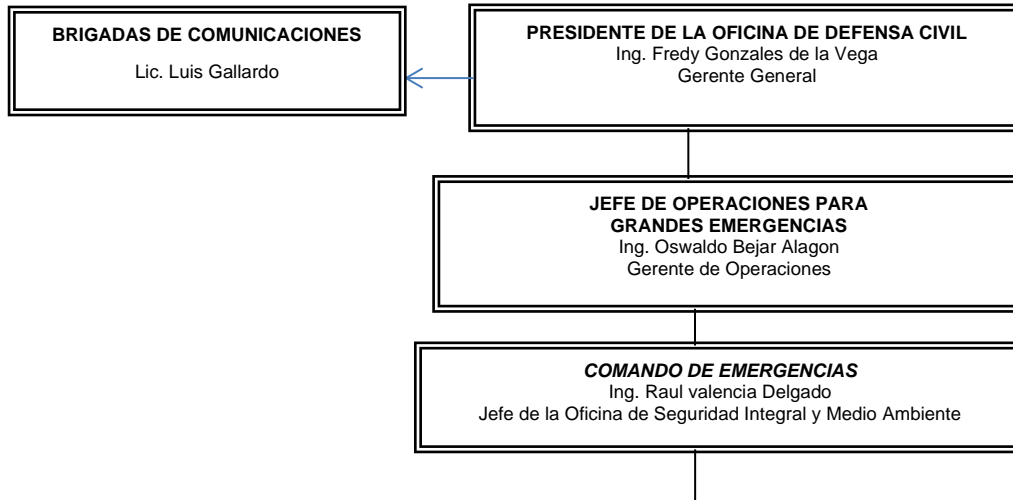 BRIGADAS DE COMUNICACIONES
Lic. Luis Gallardo
PRESIDENTE DE LA OFICINA DE DEFENSA CIVIL
Ing. Fredy Gonzales de la Vega
Gerente General
JEFE DE OPERACIONES PARA
GRANDES EMERGENCIAS
Ing. Oswaldo Bejar Alagon
Gerente de Operaciones
COMANDO DE EMERGENCIAS
Ing. Raul valencia Delgado
Jefe de la Oficina de Seguridad Integral y Medio Ambiente